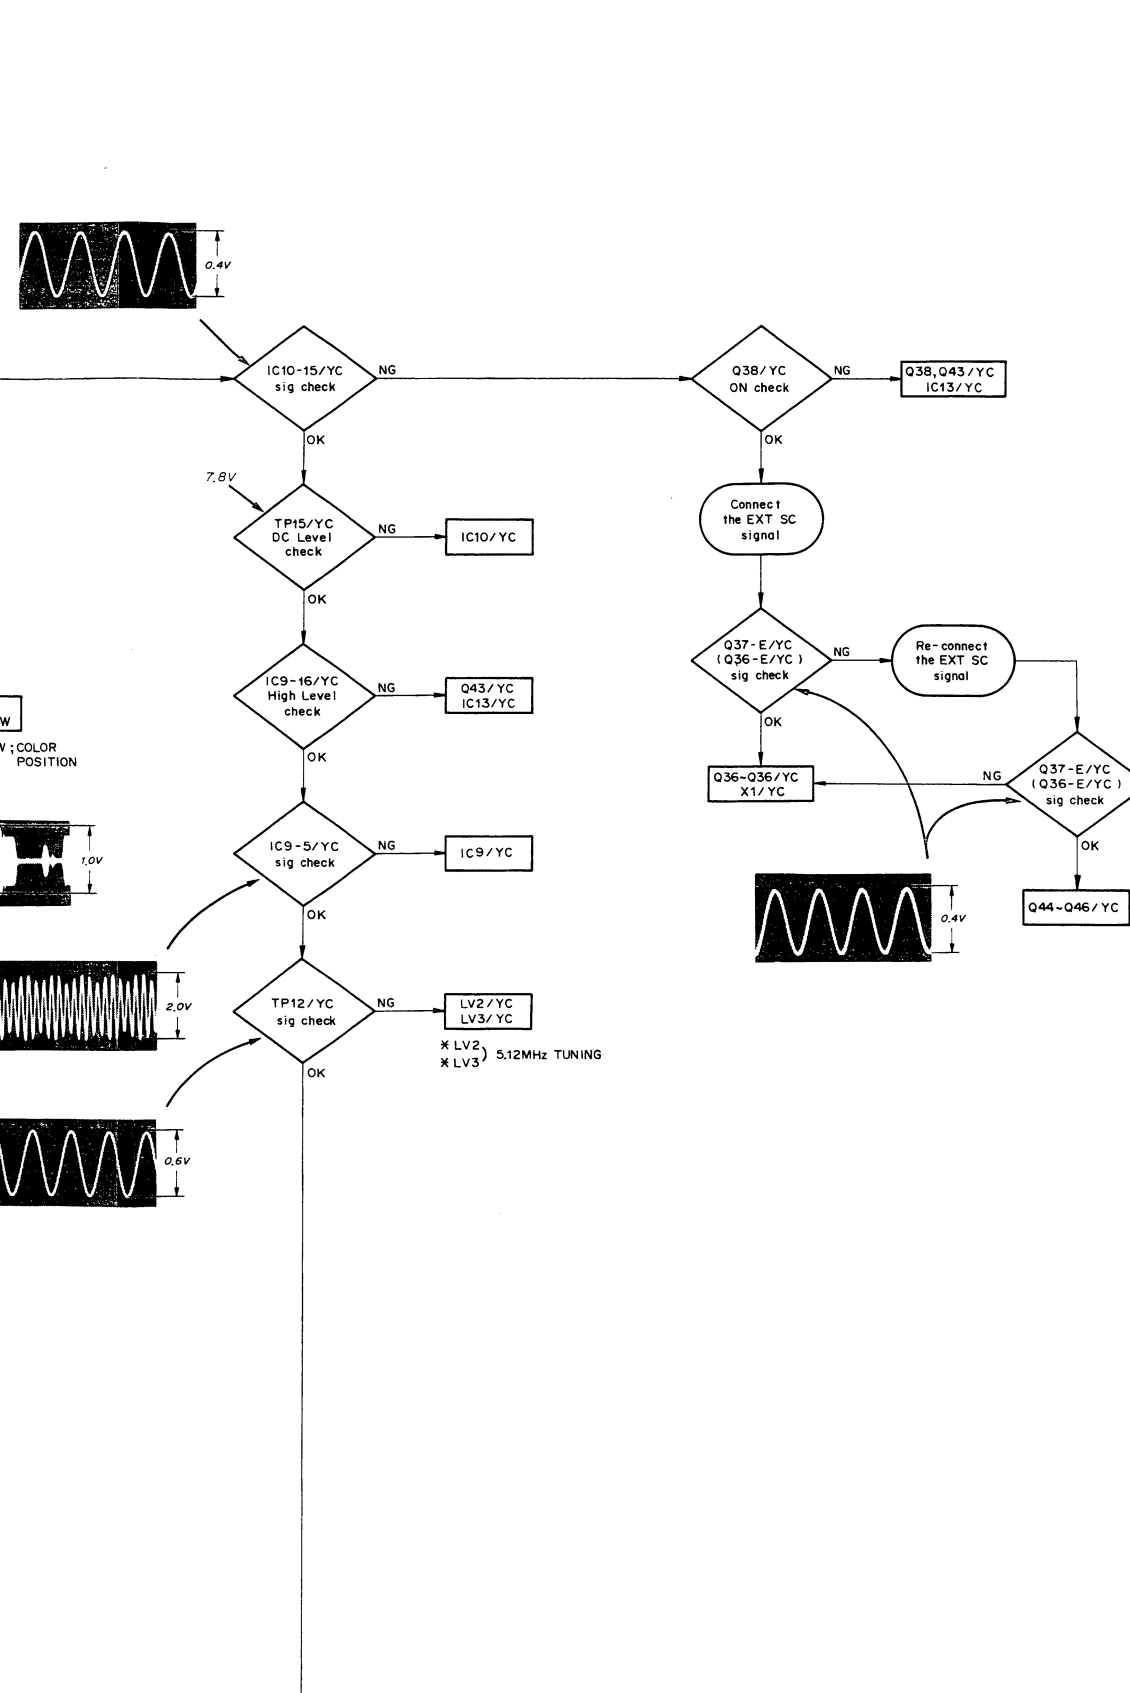 0.4V
IC10-15/YC
sig check
NG
OK
Q38/YC
ON check
NG
OK
Q38,Q43/YC
IC13/YC
7.8V
TP15/YC
DC Level
check
NG
OK
IC10/YC
Connect
the EXT SC
signal
IC9-16/YC
High Level
check
NG
OK
Q43/YC
IC13/YC
Q37-E/YC
(Q36-E/YC)
sig check
NG
OK
Re-connect
the EXT SC
signal
W
; COLOR
POSITION
Q36~Q36/YC
X1/YC
NG
Q37-E/YC
(Q36-E/YC)
sig check
OK
1.0V
IC9-5/YC
sig check
NG
OK
IC9/YC
0.4V
Q44~Q46/YC
2.0V
TP12/YC
sig check
NG
OK
LV2/YC
LV3/YC
* LV2
* LV3
) 5.12MHz TUNING
0.6V